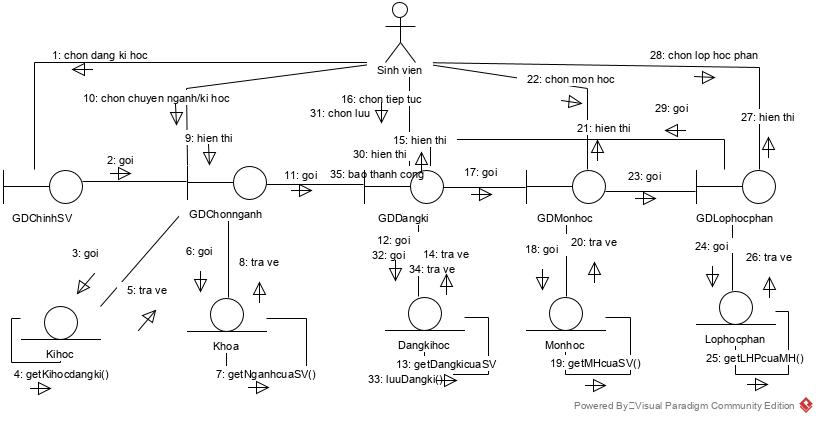 1: chon dang ki hoc
28: chon lop hoc phan
Sinh vien
22: chon mon hoc
10: chon chuyen nganh/ki hoc
16: chon tiep tuc
31: chon luu
29: goi
27: hien thi
21: hien thi
9: hien thi
15: hien thi
30: hien thi
2: goi
11: goi
35: bao thanh cong
17: goi
23: goi
GDChinhSV
GDChonnganh
GDDangki
GDMonhoc
GDLophocphan
3: goi
6: goi
8: tra ve
12: goi
32: goi
14: tra ve
34: tra ve
18: goi
20: tra ve
24: goi
26: tra ve
5: tra ve
Kihoc
Khoa
Dangkihoc
Monhoc
Lophocphan
4: getKihocdangki()
7: getNganhcuaSV()
13: getDangkicuaSV
33: luuDangki()
19: getMHcuaSV()
25: getLHPcuaMH()
Powered By Visual Paradigm Community Edition